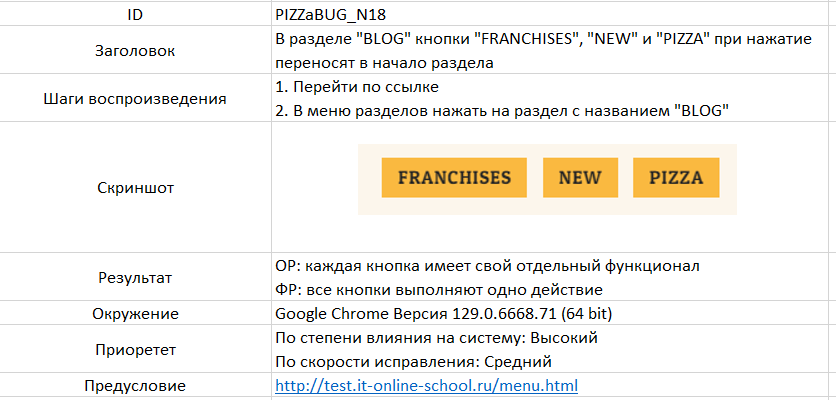 ID
PIZZaBUG_N18
Заголовок
В разделе "BLOG" кнопки "FRANCHISES", "NEW" и "PIZZA" при нажатие
переносят в начало раздела
Шаги воспроизведения
1. Перейти по ссылке
2. В меню разделов нажать на раздел с названием "BLOG"
Скриншот
FRANCHISES NEW PIZZA
Результат
ОР: каждая кнопка имеет свой отдельный функционал
ФР: все кнопки выполняют одно действие
Окружение
Google Chrome Версия 129.0.6668.71 (64 bit)
Приоретет
По степени влияния на систему: Высокий
По скорости исправления: Средний
Предусловие
http://test.it-online-school.ru/menu.html